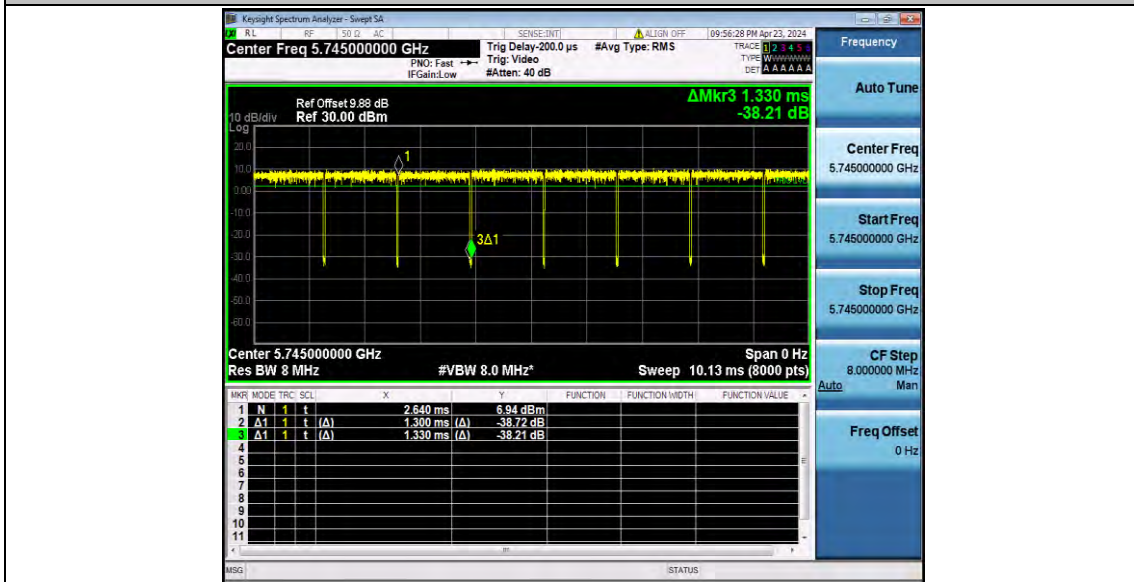 Keysight Spectrum Analyzer - Swept SA
RL RF 50 Ω AC SENSE:INT ALIGN OFF 09:56:28 PM Apr 23, 2024
Center Freq 5.745000000 GHz
PNO: Fast
IFGain:Low
Trig Delay-200.0 µs
Trig: Video
#Atten: 40 dB
#Avg Type: RMS
TRACE 1 2 3 4 5 6
TYPE W
DET A A A A A A
Ref Offset 9.88 dB
10 dB/div Ref 30.00 dBm
Log
ΔMkr3 1.330 ms
-38.21 dB
20.0
10.0
0.00
-10.0
-20.0
-30.0
-40.0
-50.0
-60.0
1
3Δ1
Center 5.745000000 GHz Span 0 Hz
Res BW 8 MHz #VBW 8.0 MHz* Sweep 10.13 ms (8000 pts)
MKR MODE TRC SCL X Y FUNCTION FUNCTION WIDTH FUNCTION VALUE
1 N 1 t 2.640 ms 6.94 dBm
2 Δ1 1 t (Δ) 1.300 ms (Δ) -38.72 dB
3 Δ1 1 t (Δ) 1.330 ms (Δ) -38.21 dB
4
5
6
7
8
9
10
11
MSG STATUS
Frequency
Auto Tune
Center Freq
5.745000000 GHz
Start Freq
5.745000000 GHz
Stop Freq
5.745000000 GHz
CF Step
8.000000 MHz
Auto Man
Freq Offset
0 Hz